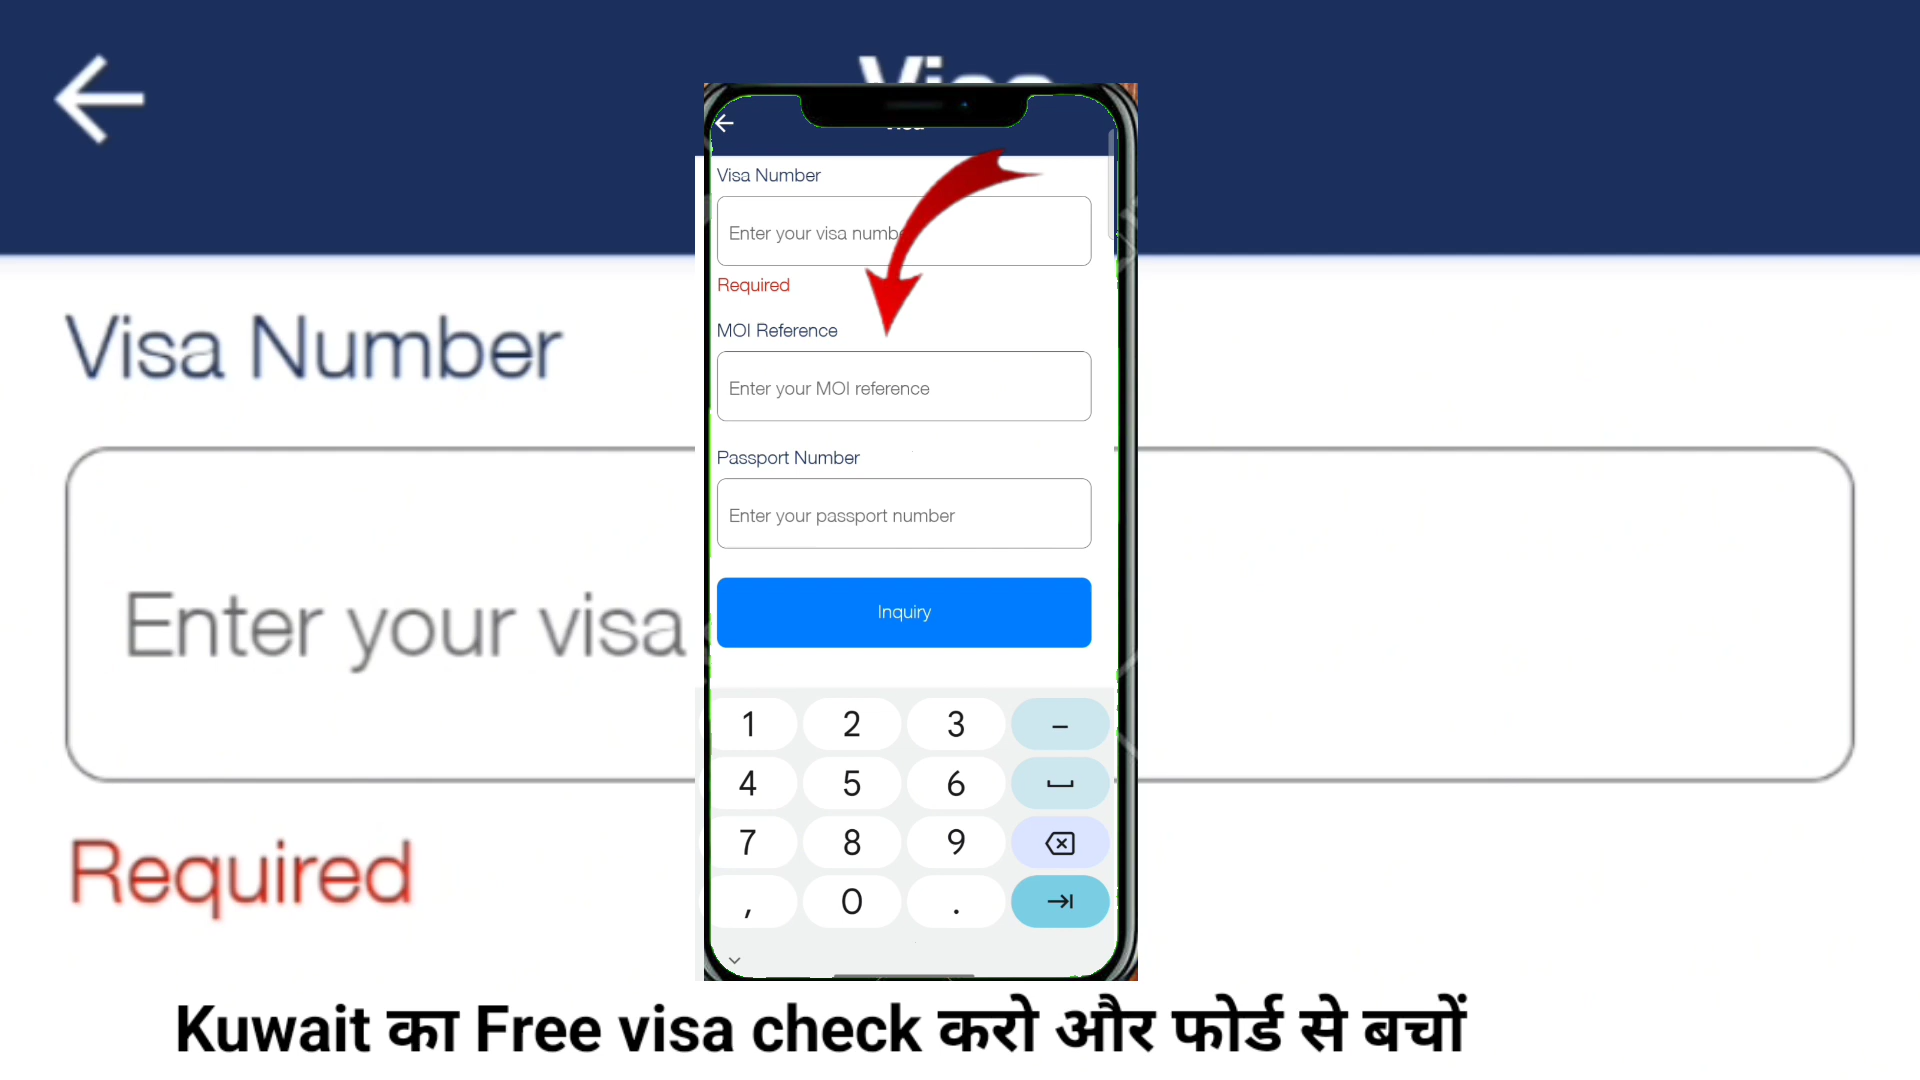 Visa
Visa Number
Enter your visa
Required
Visa Number
Enter your visa numbe
Required
MOI Reference
Enter your MOI reference
Passport Number
Enter your passport number
Inquiry
1 2 3 –
4 5 6
7 8 9
, 0 .
Kuwait का Free visa check करो और फोर्ड से बचों